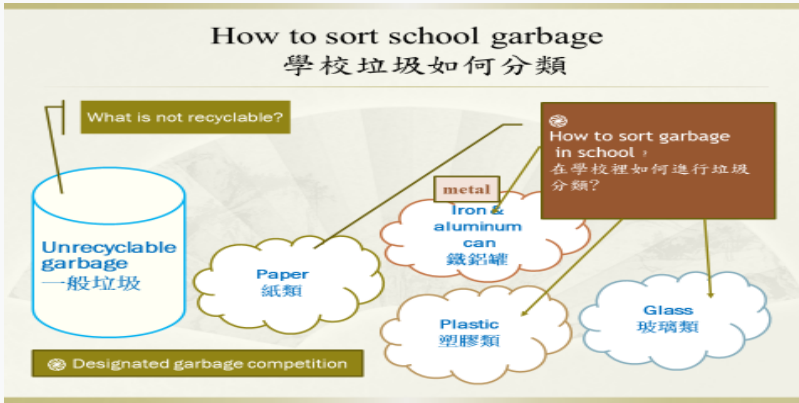 How to sort school garbage
學校垃圾如何分類
What is not recyclable?
֍
How to sort garbage
in school，
在學校裡如何進行垃圾
分類?
metal
Iron &
aluminum
can
鐵鋁罐
Unrecyclable
garbage
一般垃圾
Paper
紙類
Plastic
塑膠類
Glass
玻璃類
֍ Designated garbage competition